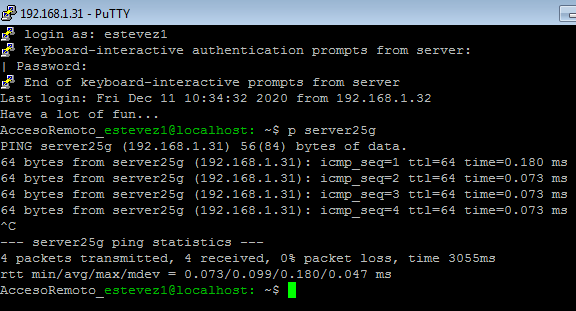 192.168.1.31 - PuTTY
login as: estevez1
Keyboard-interactive authentication prompts from server:
| Password:
End of keyboard-interactive prompts from server
Last login: Fri Dec 11 10:34:32 2020 from 192.168.1.32
Have a lot of fun...
AccesoRemoto_estevez1@localhost: ~$ p server25g
PING server25g (192.168.1.31) 56(84) bytes of data.
64 bytes from server25g (192.168.1.31): icmp_seq=1 ttl=64 time=0.180 ms
64 bytes from server25g (192.168.1.31): icmp_seq=2 ttl=64 time=0.073 ms
64 bytes from server25g (192.168.1.31): icmp_seq=3 ttl=64 time=0.073 ms
64 bytes from server25g (192.168.1.31): icmp_seq=4 ttl=64 time=0.073 ms
^C
--- server25g ping statistics ---
4 packets transmitted, 4 received, 0% packet loss, time 3055ms
rtt min/avg/max/mdev = 0.073/0.099/0.180/0.047 ms
AccesoRemoto_estevez1@localhost: ~$